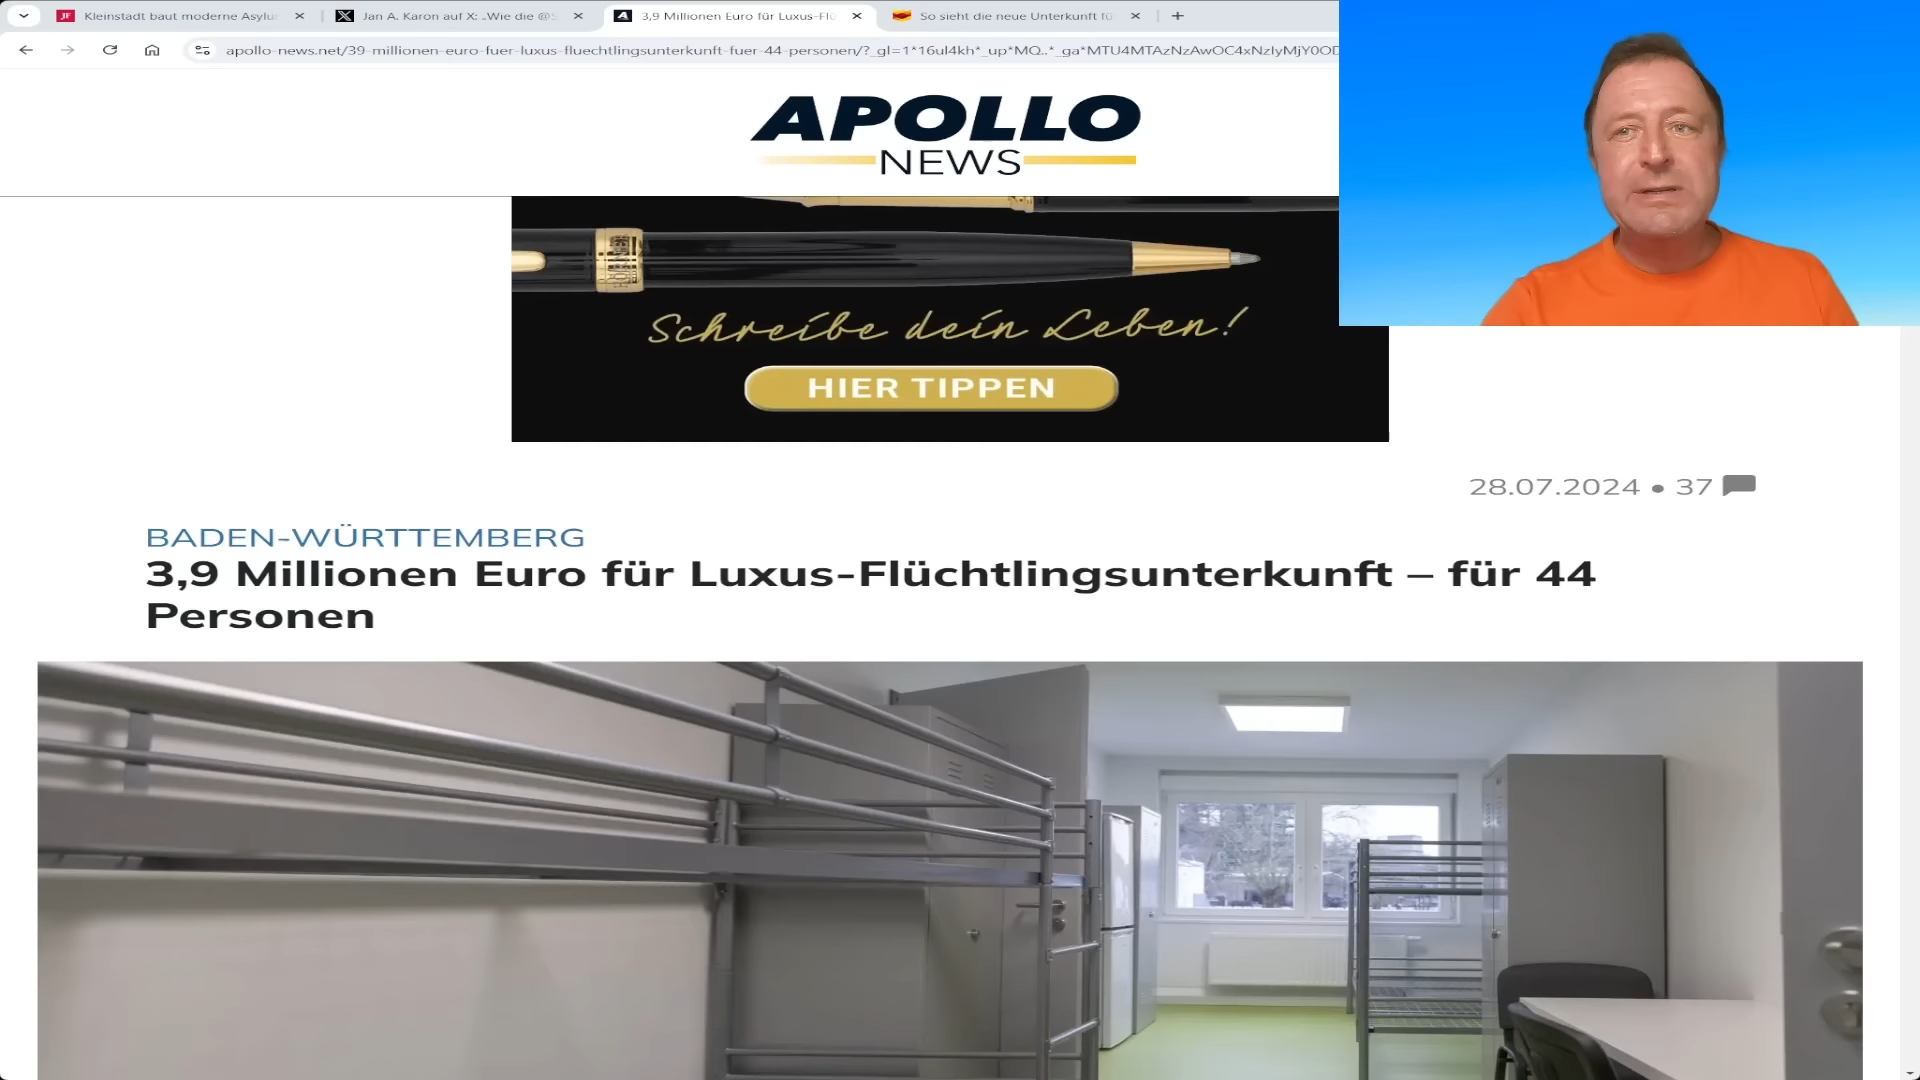 Kleinstadt baut moderne Asylu
Jan A. Karon auf X: „Wie die @S
3,9 Millionen Euro für Luxus-Flü
So sieht die neue Unterkunft fü
apollo-news.net/39-millionen-euro-fuer-luxus-fluechtlingsunterkunft-fuer-44-personen/?_gl=1*16ul4kh*_up*MQ..*_ga*MTU4MTAzNzAwOC4xNzIyMjY0OD
APOLLO
NEWS
Schreibe dein Leben!
HIER TIPPEN
28.07.2024 • 37
BADEN-WÜRTTEMBERG
3,9 Millionen Euro für Luxus-Flüchtlingsunterkunft – für 44
Personen